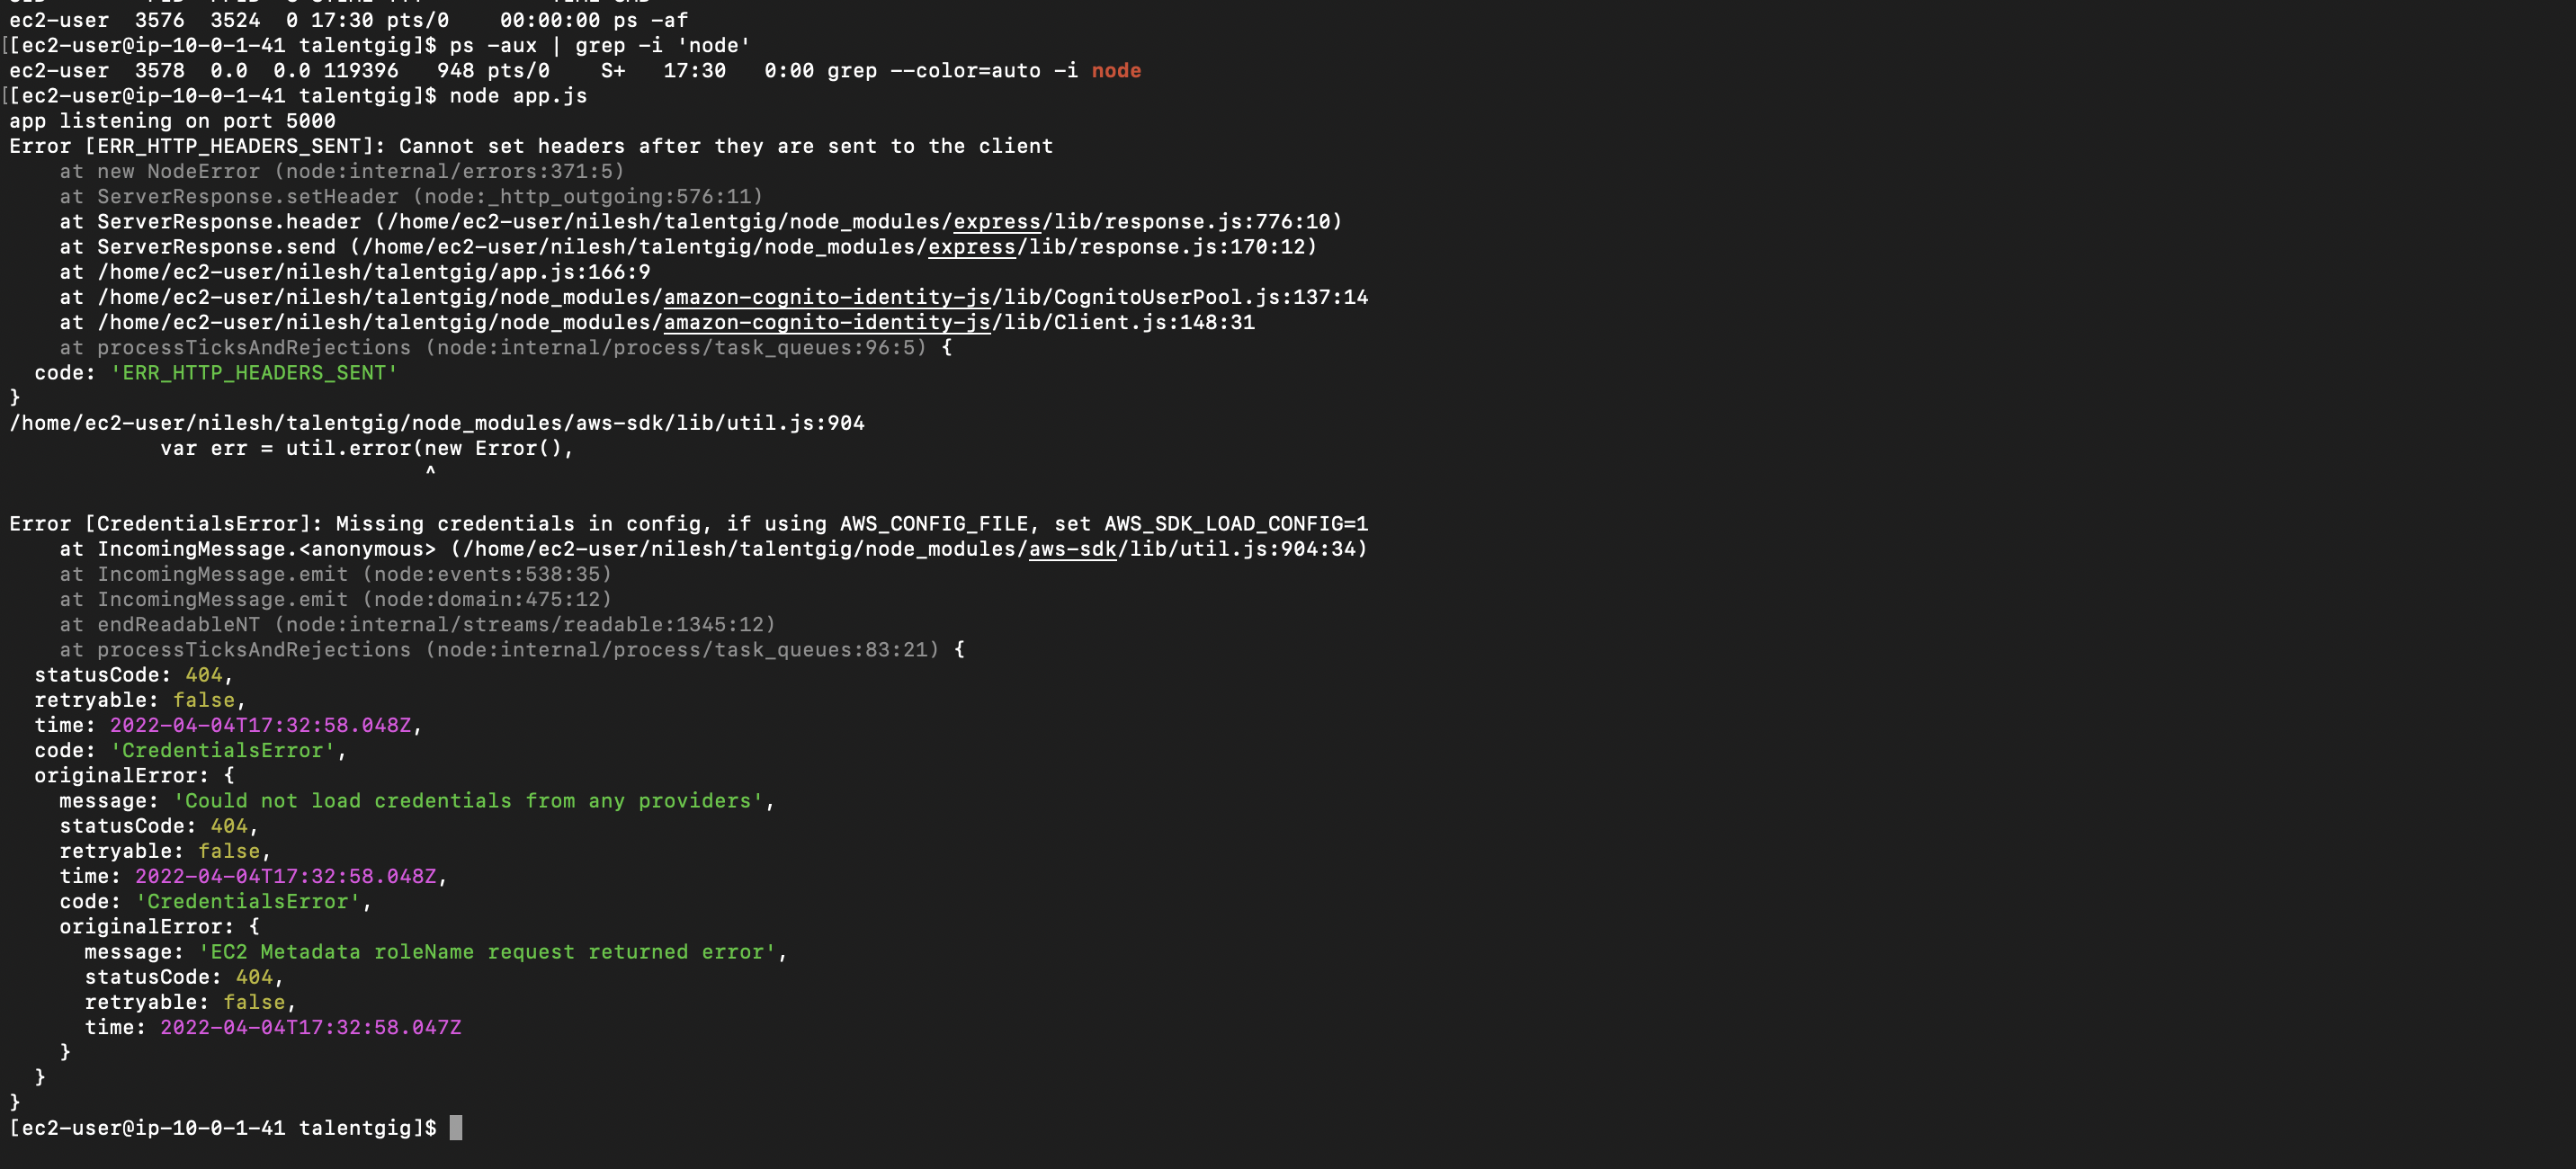 ec2-user  3576  3524  0 17:30 pts/0    00:00:00 ps -af
[[ec2-user@ip-10-0-1-41 talentgig]$ ps -aux | grep -i 'node'
ec2-user  3578  0.0  0.0 119396   948 pts/0    S+   17:30   0:00 grep --color=auto -i node
[[ec2-user@ip-10-0-1-41 talentgig]$ node app.js
app listening on port 5000
Error [ERR_HTTP_HEADERS_SENT]: Cannot set headers after they are sent to the client
    at new NodeError (node:internal/errors:371:5)
    at ServerResponse.setHeader (node:_http_outgoing:576:11)
    at ServerResponse.header (/home/ec2-user/nilesh/talentgig/node_modules/express/lib/response.js:776:10)
    at ServerResponse.send (/home/ec2-user/nilesh/talentgig/node_modules/express/lib/response.js:170:12)
    at /home/ec2-user/nilesh/talentgig/app.js:166:9
    at /home/ec2-user/nilesh/talentgig/node_modules/amazon-cognito-identity-js/lib/CognitoUserPool.js:137:14
    at /home/ec2-user/nilesh/talentgig/node_modules/amazon-cognito-identity-js/lib/Client.js:148:31
    at processTicksAndRejections (node:internal/process/task_queues:96:5) {
  code: 'ERR_HTTP_HEADERS_SENT'
}
/home/ec2-user/nilesh/talentgig/node_modules/aws-sdk/lib/util.js:904
            var err = util.error(new Error(),
                                 ^
Error [CredentialsError]: Missing credentials in config, if using AWS_CONFIG_FILE, set AWS_SDK_LOAD_CONFIG=1
    at IncomingMessage.<anonymous> (/home/ec2-user/nilesh/talentgig/node_modules/aws-sdk/lib/util.js:904:34)
    at IncomingMessage.emit (node:events:538:35)
    at IncomingMessage.emit (node:domain:475:12)
    at endReadableNT (node:internal/streams/readable:1345:12)
    at processTicksAndRejections (node:internal/process/task_queues:83:21) {
  statusCode: 404,
  retryable: false,
  time: 2022-04-04T17:32:58.048Z,
  code: 'CredentialsError',
  originalError: {
    message: 'Could not load credentials from any providers',
    statusCode: 404,
    retryable: false,
    time: 2022-04-04T17:32:58.048Z,
    code: 'CredentialsError',
    originalError: {
      message: 'EC2 Metadata roleName request returned error',
      statusCode: 404,
      retryable: false,
      time: 2022-04-04T17:32:58.047Z
    }
  }
}
[ec2-user@ip-10-0-1-41 talentgig]$